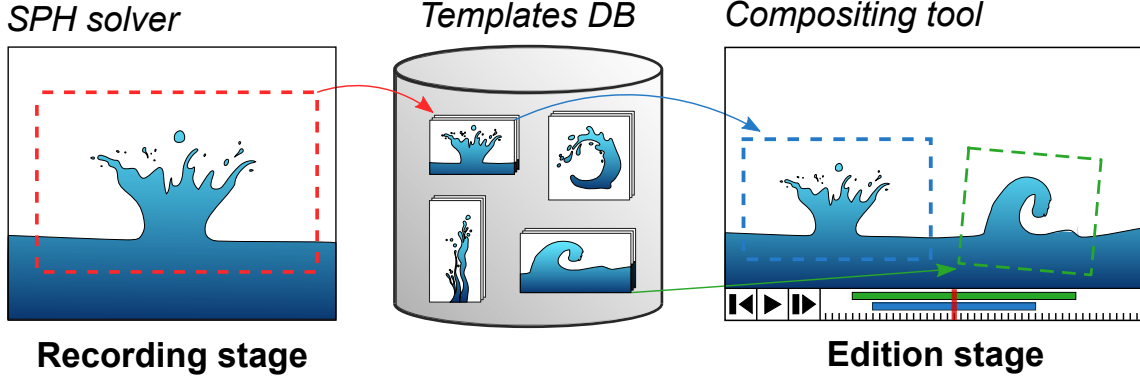 SPH solver
Templates DB
Compositing tool
Recording stage
Edition stage